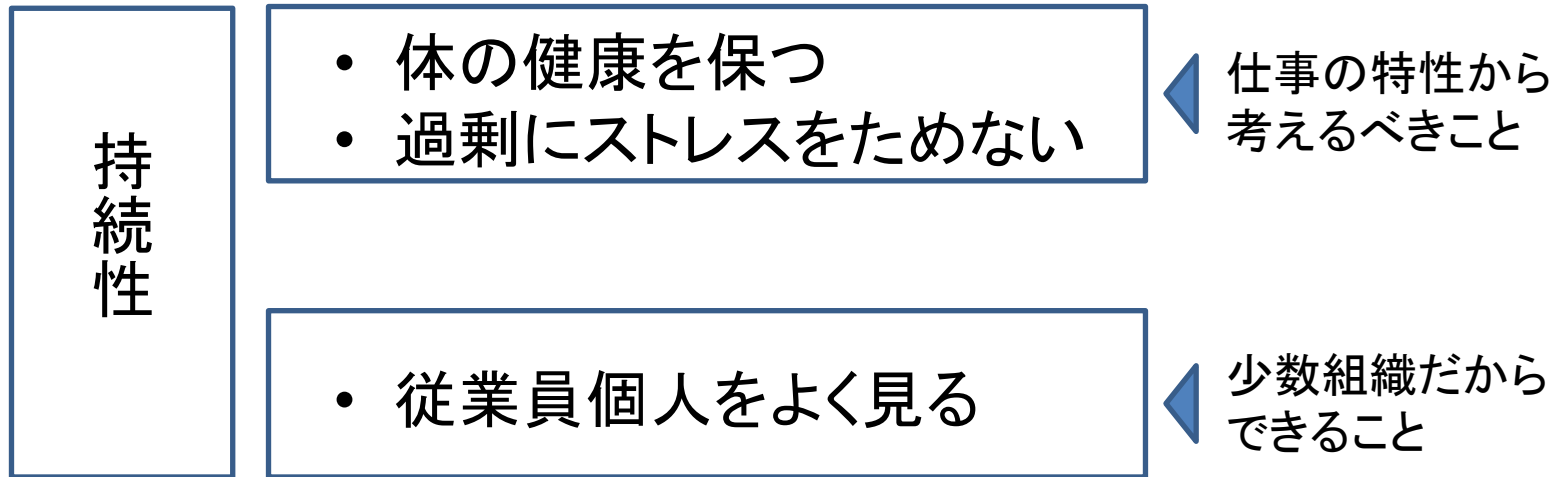 持続性
• 体の健康を保つ
• 過剰にストレスをためない
仕事の特性から
考えるべきこと
• 従業員個人をよく見る
少数組織だから
できること